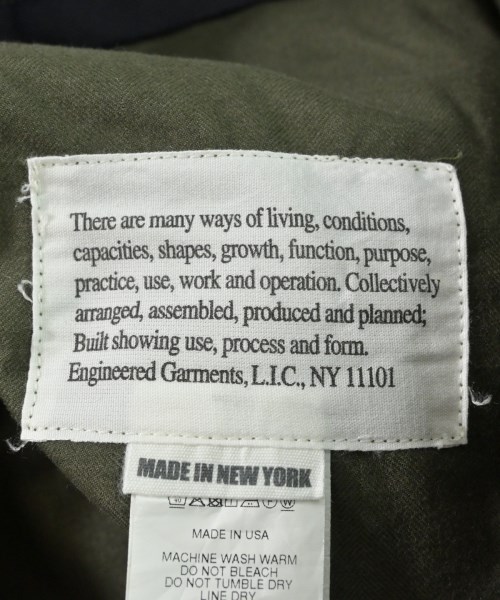 There are many ways of living, conditions,
capacities, shapes, growth, function, purpose,
practice, use, work and operation. Collectively
arranged, assembled, produced and planned;
Built showing use, process and form.
Engineered Garments, L.I.C., NY 11101
MADE IN NEW YORK
MADE IN USA
MACHINE WASH WARM
DO NOT BLEACH
DO NOT TUMBLE DRY
LINE DRY